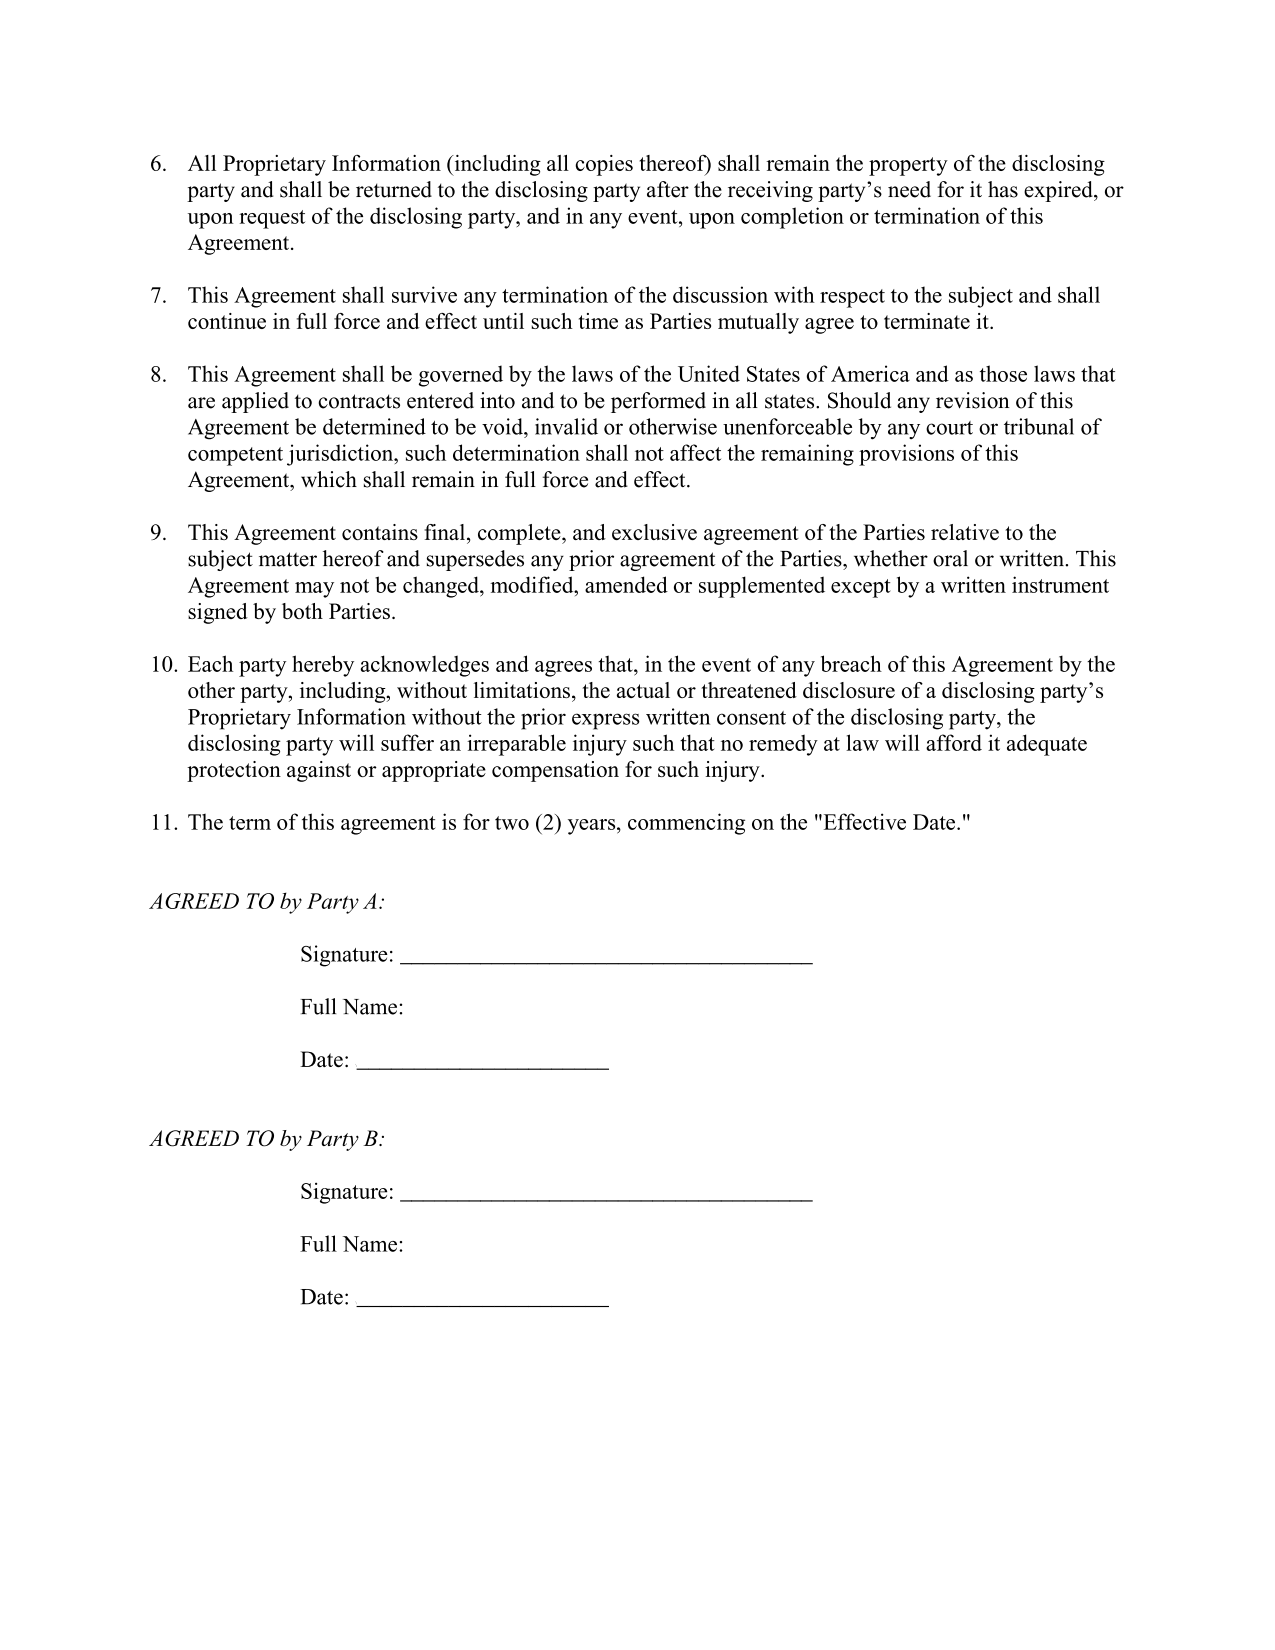 6. All Proprietary Information (including all copies thereof) shall remain the property of the disclosing
party and shall be returned to the disclosing party after the receiving party’s need for it has expired, or
upon request of the disclosing party, and in any event, upon completion or termination of this
Agreement.
7. This Agreement shall survive any termination of the discussion with respect to the subject and shall
continue in full force and effect until such time as Parties mutually agree to terminate it.
8. This Agreement shall be governed by the laws of the United States of America and as those laws that
are applied to contracts entered into and to be performed in all states. Should any revision of this
Agreement be determined to be void, invalid or otherwise unenforceable by any court or tribunal of
competent jurisdiction, such determination shall not affect the remaining provisions of this
Agreement, which shall remain in full force and effect.
9. This Agreement contains final, complete, and exclusive agreement of the Parties relative to the
subject matter hereof and supersedes any prior agreement of the Parties, whether oral or written. This
Agreement may not be changed, modified, amended or supplemented except by a written instrument
signed by both Parties.
10. Each party hereby acknowledges and agrees that, in the event of any breach of this Agreement by the
other party, including, without limitations, the actual or threatened disclosure of a disclosing party’s
Proprietary Information without the prior express written consent of the disclosing party, the
disclosing party will suffer an irreparable injury such that no remedy at law will afford it adequate
protection against or appropriate compensation for such injury.
11. The term of this agreement is for two (2) years, commencing on the "Effective Date."
AGREED TO by Party A:
Signature: ____________________________________
Full Name:
Date: ______________________
AGREED TO by Party B:
Signature: ____________________________________
Full Name:
Date: ______________________